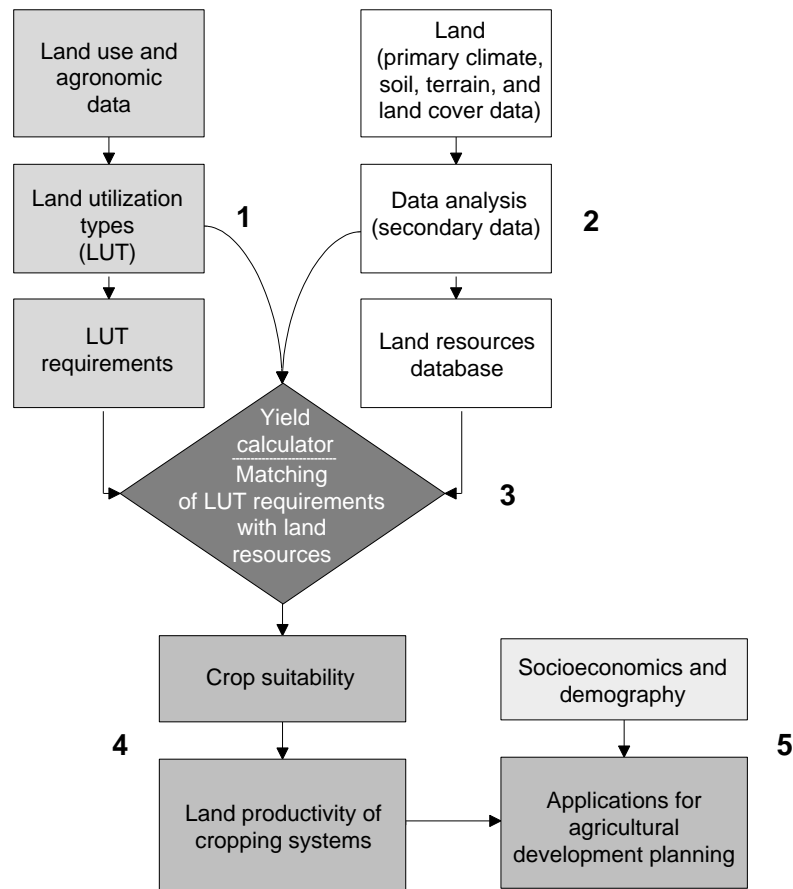 Land use and
agronomic
data
Land
(primary climate,
soil, terrain, and
land cover data)
Land utilization
types
(LUT)
1
Data analysis
(secondary data)
2
LUT
requirements
Land resources
database
Yield
calculator
Matching
of LUT requirements
with land
resources
3
Crop suitability
Socioeconomics and
demography
4
5
Land productivity of
cropping systems
Applications for
agricultural
development planning